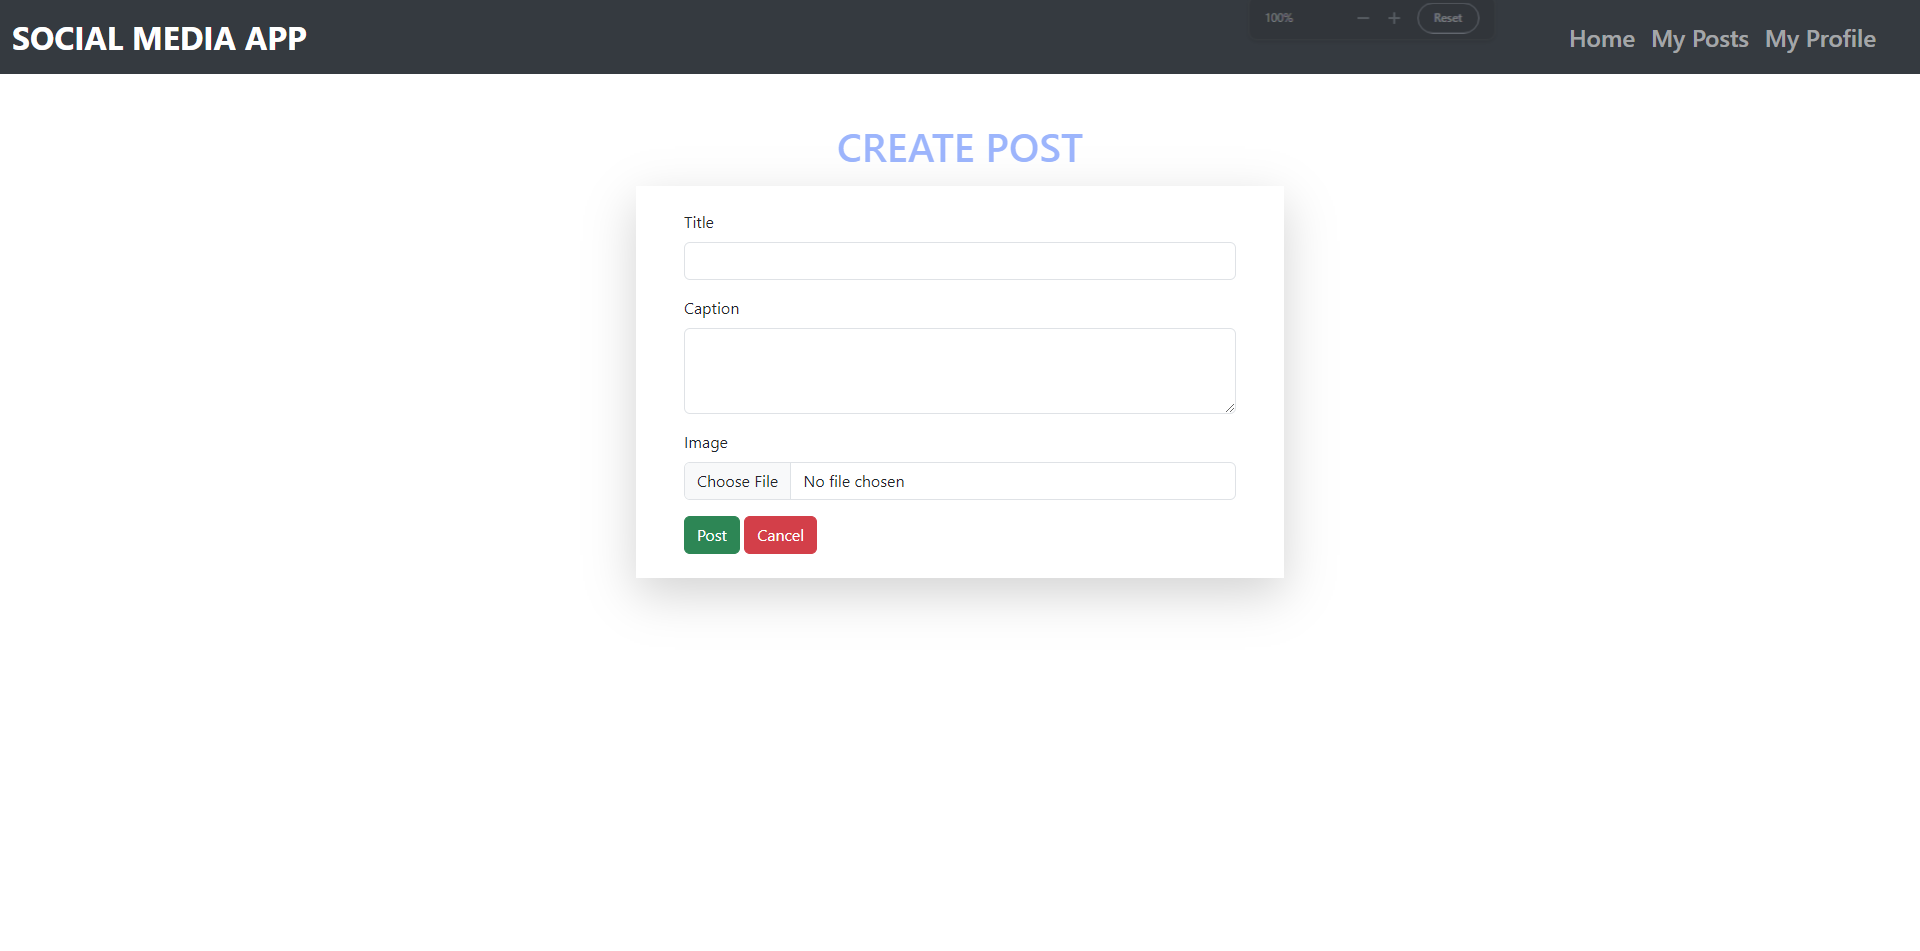 SOCIAL MEDIA APP
100%
Reset
Home My Posts My Profile
CREATE POST
Title
Caption
Image
Choose File No file chosen
Post Cancel